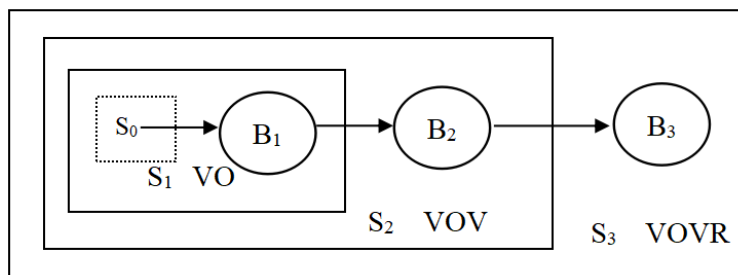 S₀ B₁ B₂ B₃
S₁ VO
S₂ VOV
S₃ VOVR